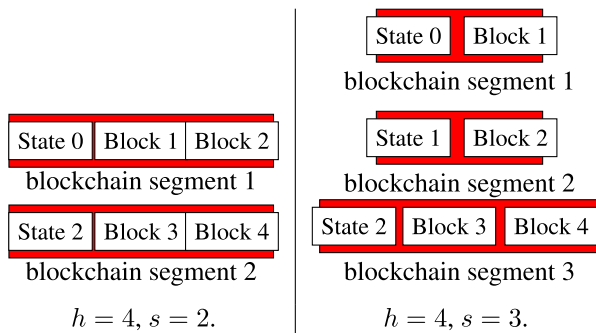 State 0 Block 1 Block 2
blockchain segment 1
State 2 Block 3 Block 4
blockchain segment 2
h = 4, s = 2.
State 0 Block 1
blockchain segment 1
State 1 Block 2
blockchain segment 2
State 2 Block 3 Block 4
blockchain segment 3
h = 4, s = 3.